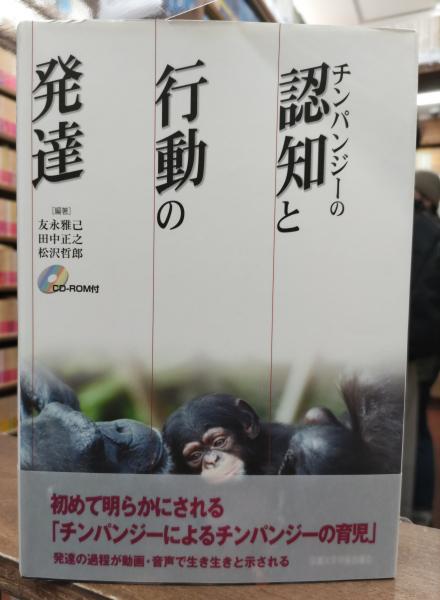 チンパンジーの
認知と
行動の
発達
[編著]
友永雅己
田中正之
松沢哲郎
CD-ROM付
初めて明らかにされる
「チンパンジーによるチンパンジーの育児」
発達の過程が動画・音声で生き生きと示される